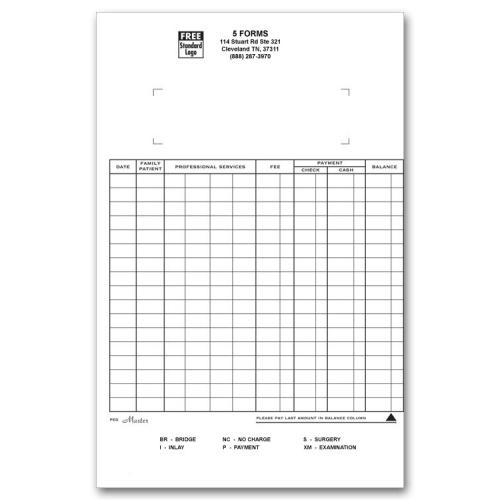 FREE
Standard
Logo
5 FORMS
114 Stuart Rd Ste 321
Cleveland TN, 37311
(888) 287-3970
DATE FAMILY PATIENT PROFESSIONAL SERVICES FEE PAYMENT BALANCE
CHECK CASH
PEG Master PLEASE PAY LAST AMOUNT IN BALANCE COLUMN
BR - BRIDGE NC - NO CHARGE S - SURGERY
I - INLAY P - PAYMENT XM - EXAMINATION